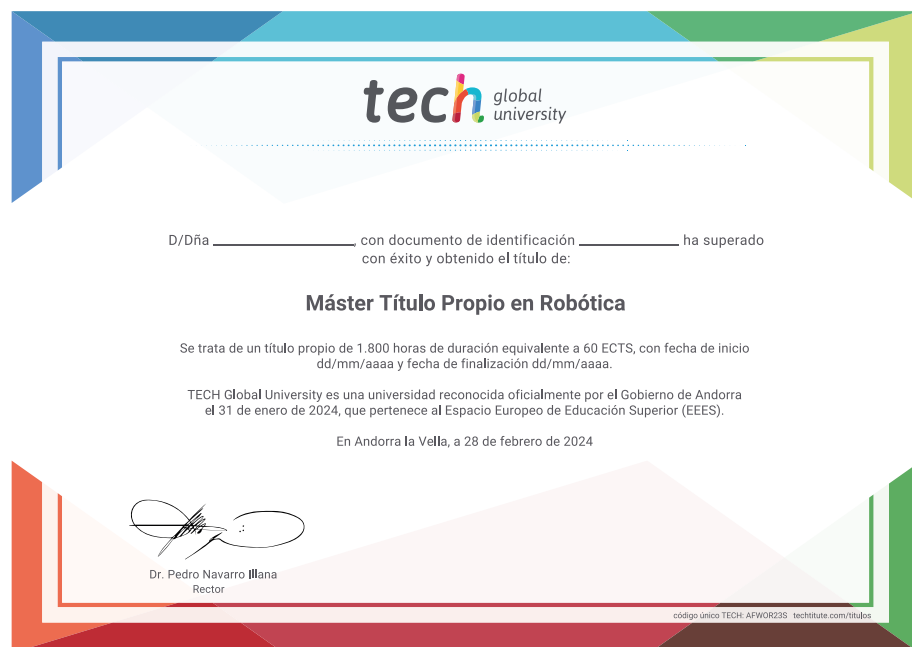 tech global university
D/Dña ______________, con documento de identificación ____________ ha superado
con éxito y obtenido el título de:
Máster Título Propio en Robótica
Se trata de un título propio de 1.800 horas de duración equivalente a 60 ECTS, con fecha de inicio
dd/mm/aaaa y fecha de finalización dd/mm/aaaa.
TECH Global University es una universidad reconocida oficialmente por el Gobierno de Andorra
el 31 de enero de 2024, que pertenece al Espacio Europeo de Educación Superior (EEES).
En Andorra la Vella, a 28 de febrero de 2024
Dr. Pedro Navarro Illana
Rector
código único TECH: AFWOR23S techtitute.com/titulos